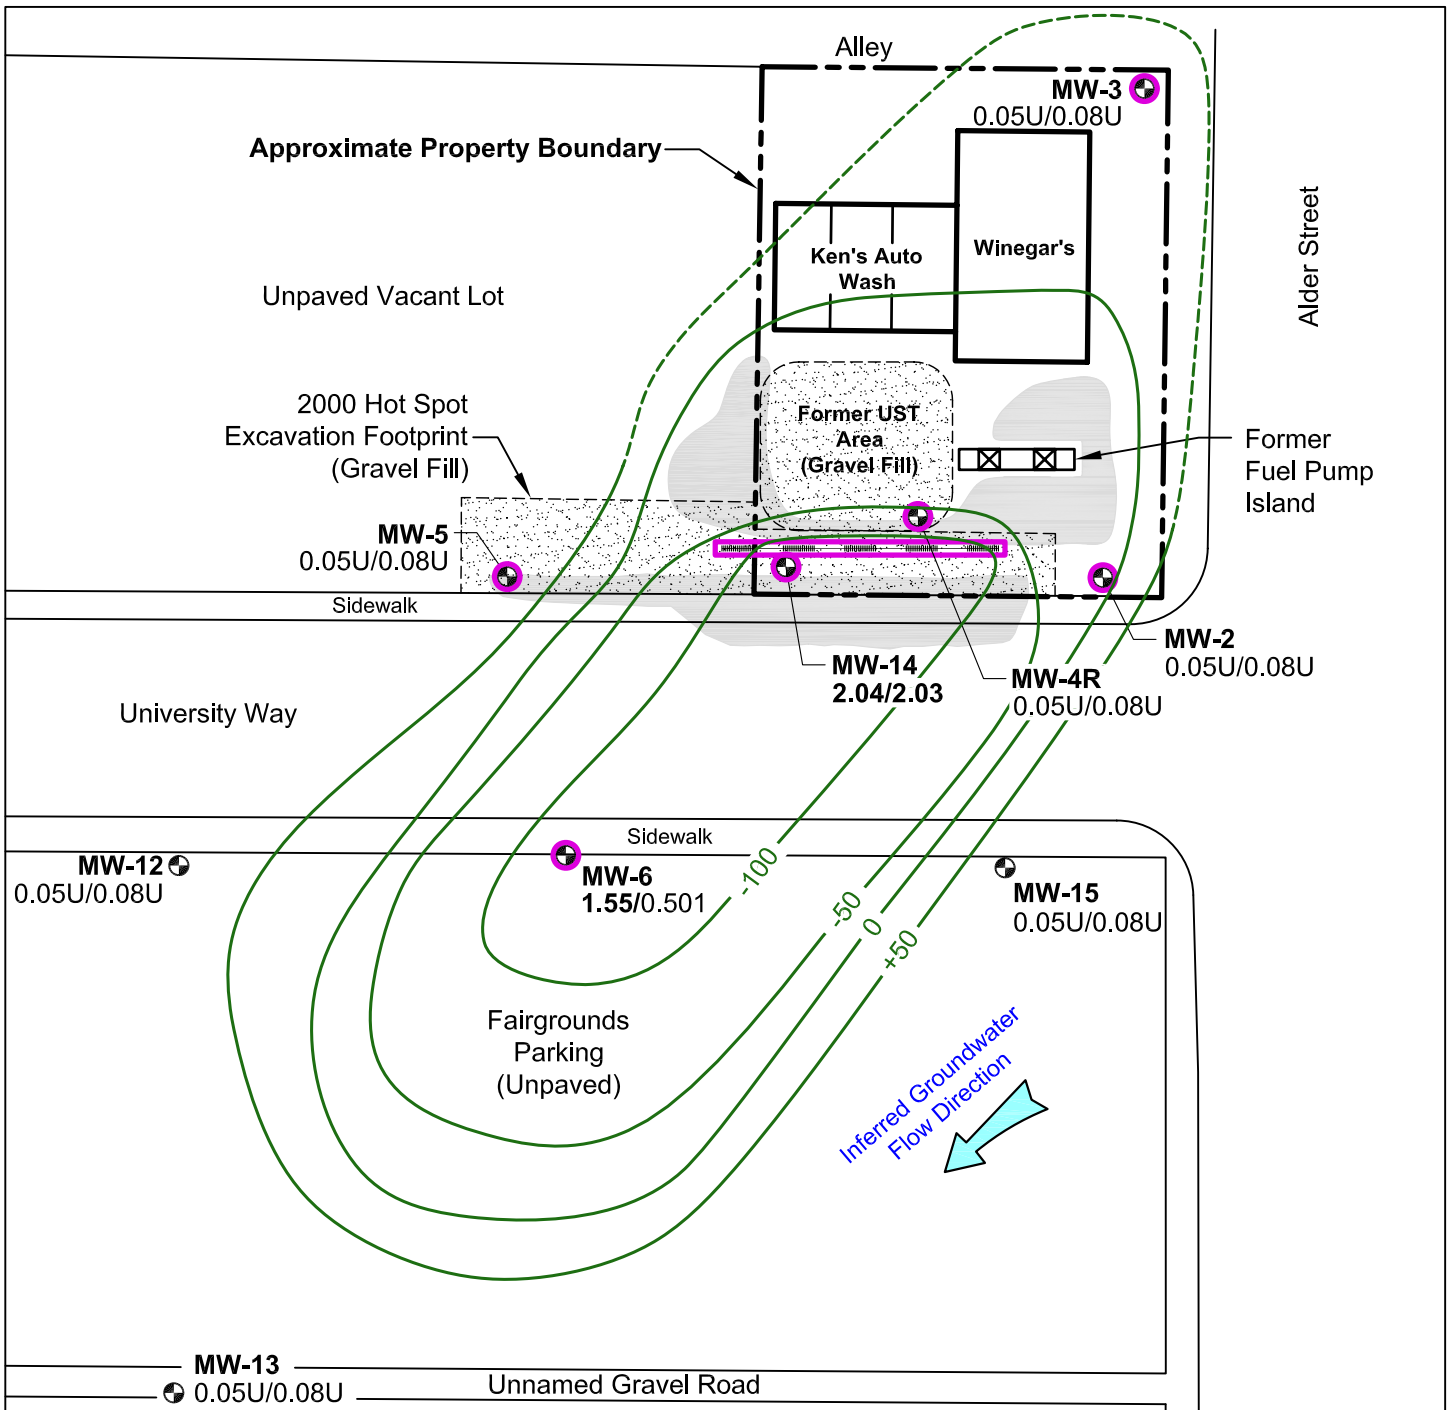 Alley
MW-3
0.05U/0.08U
Approximate Property Boundary
Alder Street
Ken's Auto
Wash
Winegar's
Unpaved Vacant Lot
2000 Hot Spot
Excavation Footprint
(Gravel Fill)
Former UST
Area
(Gravel Fill)
Former
Fuel Pump
Island
MW-5
0.05U/0.08U
Sidewalk
MW-14
2.04/2.03
MW-4R
0.05U/0.08U
MW-2
0.05U/0.08U
University Way
Sidewalk
MW-12
0.05U/0.08U
MW-6
1.55/0.501
MW-15
0.05U/0.08U
-100
-50
0
+50
Fairgrounds
Parking
(Unpaved)
Inferred Groundwater
Flow Direction
MW-13
0.05U/0.08U
Unnamed Gravel Road